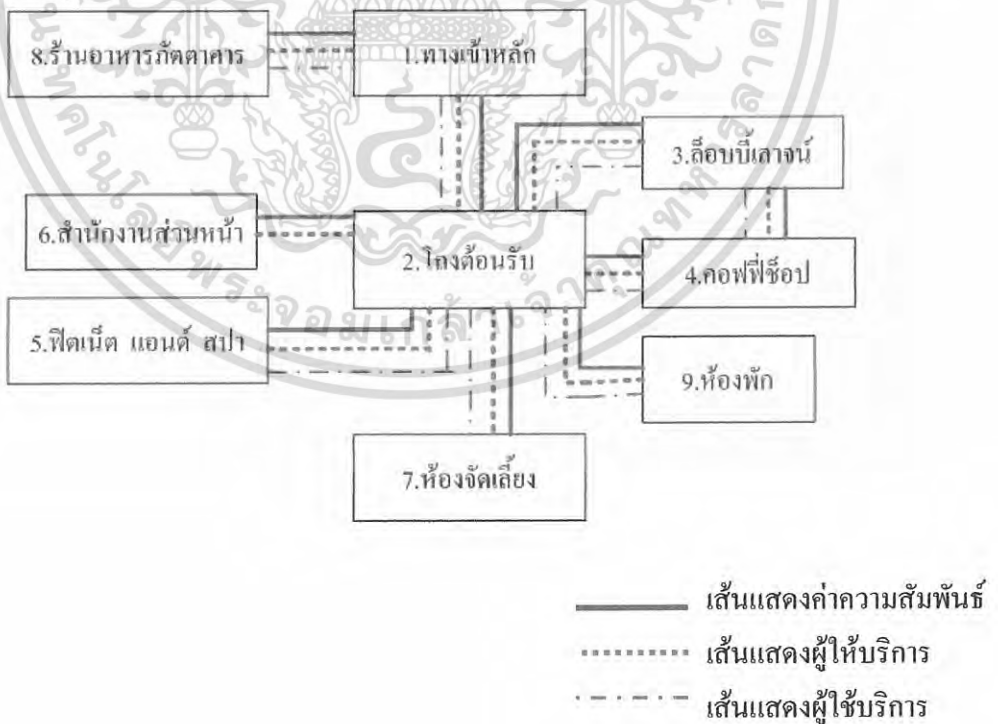 8.ร้านอาหารภัตตาคาร
1.ทางเข้าหลัก
3.ล็อบบี้เลาจน์
6.สำนักงานส่วนหน้า
2.โถงต้อนรับ
4.คอฟฟี่ช็อป
5.ฟิตเน็ต แอนด์ สปา
9.ห้องพัก
7.ห้องจัดเลี้ยง
เส้นแสดงค่าความสัมพันธ์
เส้นแสดงผู้ให้บริการ
เส้นแสดงผู้ใช้บริการ